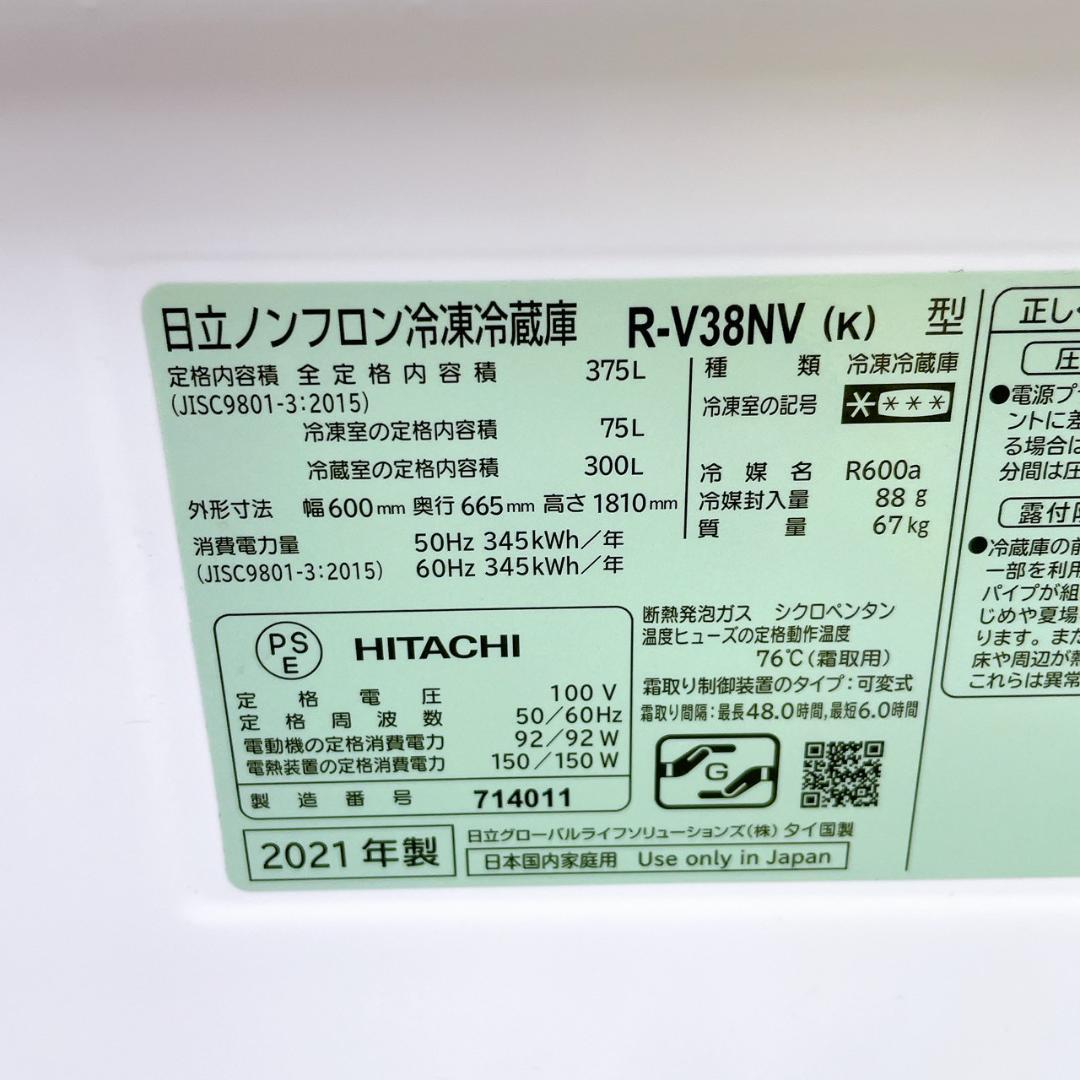 日立ノンフロン冷凍冷蔵庫 R-V38NV (K) 型
定格内容積 全定格内容積 375L
(JISC9801-3:2015)
冷凍室の定格内容積 75L
冷蔵室の定格内容積 300L
外形寸法 幅600mm 奥行665mm 高さ1810mm
消費電力量 50Hz 345kWh/年
(JISC9801-3:2015) 60Hz 345kWh/年
種類 冷凍冷蔵庫
冷凍室の記号 ****
冷媒名 R600a
冷媒封入量 88g
質量 67kg
PS
E
HITACHI
定格電圧 100V
定格周波数 50/60Hz
電動機の定格消費電力 92/92W
電熱装置の定格消費電力 150/150W
製造番号 714011
断熱発泡ガス シクロペンタン
温度ヒューズの定格動作温度
76℃(霜取用)
霜取り制御装置のタイプ:可変式
霜取り間隔:最長48.0時間,最短6.0時間
G
2021年製
日立グローバルライフソリューションズ(株) タイ国製
日本国内家庭用 Use only in Japan
正し
圧
●電源プ
ントに差
る場合は
分間は圧
露付
●冷蔵庫の前
一部を利用
パイプが組
じめや夏場
ります。また
床や周辺が熱
これらは異常